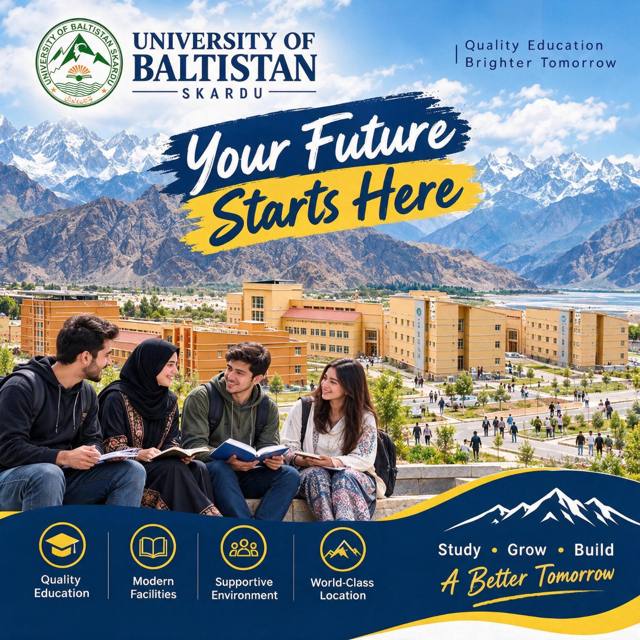 UNIVERSITY OF BALTISTAN SKARDU
UNIVERSITY OF
BALTISTAN
SKARDU
Quality Education
Brighter Tomorrow
Your Future
Starts Here
Quality
Education
Modern
Facilities
Supportive
Environment
World-Class
Location
Study • Grow • Build
A Better Tomorrow